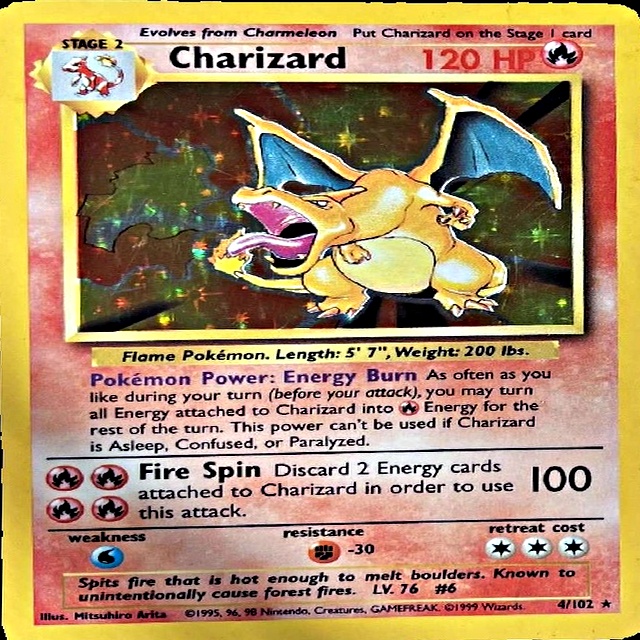 Evolves from Charmeleon Put Charizard on the Stage 1 card
STAGE 2
Charizard 120 HP
Flame Pokémon. Length: 5' 7", Weight: 200 lbs.
Pokémon Power: Energy Burn As often as you
like during your turn (before your attack), you may turn
all Energy attached to Charizard into Energy for the
rest of the turn. This power can't be used if Charizard
is Asleep, Confused, or Paralyzed.
Fire Spin Discard 2 Energy cards
attached to Charizard in order to use
this attack.
100
weakness
resistance
-30
retreat cost
Spits fire that is hot enough to melt boulders. Known to
unintentionally cause forest fires. LV. 76 #6
Illus. Mitsuhiro Arita ©1995, 96, 98 Nintendo, Creatures, GAMEFREAK. ©1999 Wizards. 4/102 ★